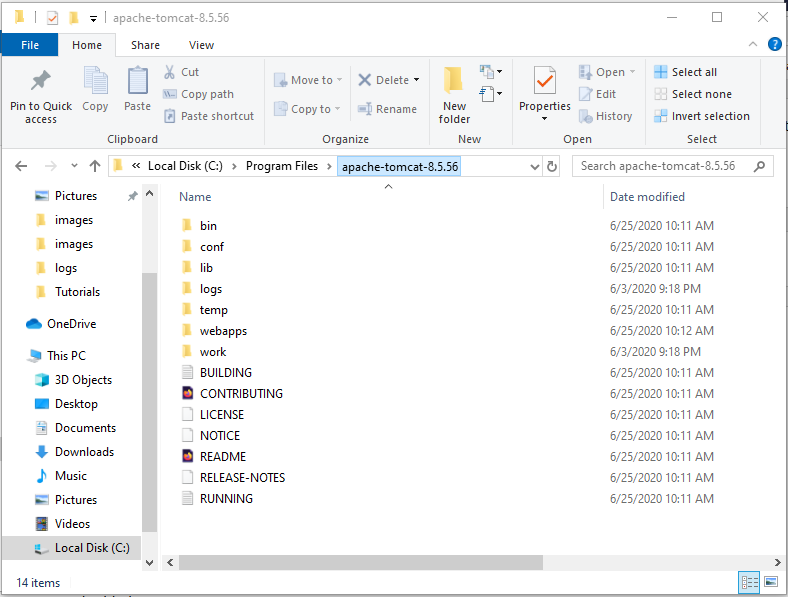 apache-tomcat-8.5.56
File Home Share View
Pin to Quick access
Copy
Paste
Cut
Copy path
Paste shortcut
Clipboard
Move to
Copy to
Delete
Rename
Organize
New folder
New
Properties
Open
Edit
History
Open
Select all
Select none
Invert selection
Select
« Local Disk (C:) > Program Files > apache-tomcat-8.5.56
Search apache-tomcat-8.5.56
Pictures
images
images
logs
Tutorials
OneDrive
This PC
3D Objects
Desktop
Documents
Downloads
Music
Pictures
Videos
Local Disk (C:)
Name Date modified
bin 6/25/2020 10:11 AM
conf 6/25/2020 10:11 AM
lib 6/25/2020 10:11 AM
logs 6/3/2020 9:18 PM
temp 6/25/2020 10:11 AM
webapps 6/25/2020 10:12 AM
work 6/3/2020 9:18 PM
BUILDING 6/25/2020 10:11 AM
CONTRIBUTING 6/25/2020 10:11 AM
LICENSE 6/25/2020 10:11 AM
NOTICE 6/25/2020 10:11 AM
README 6/25/2020 10:11 AM
RELEASE-NOTES 6/25/2020 10:11 AM
RUNNING 6/25/2020 10:11 AM
14 items